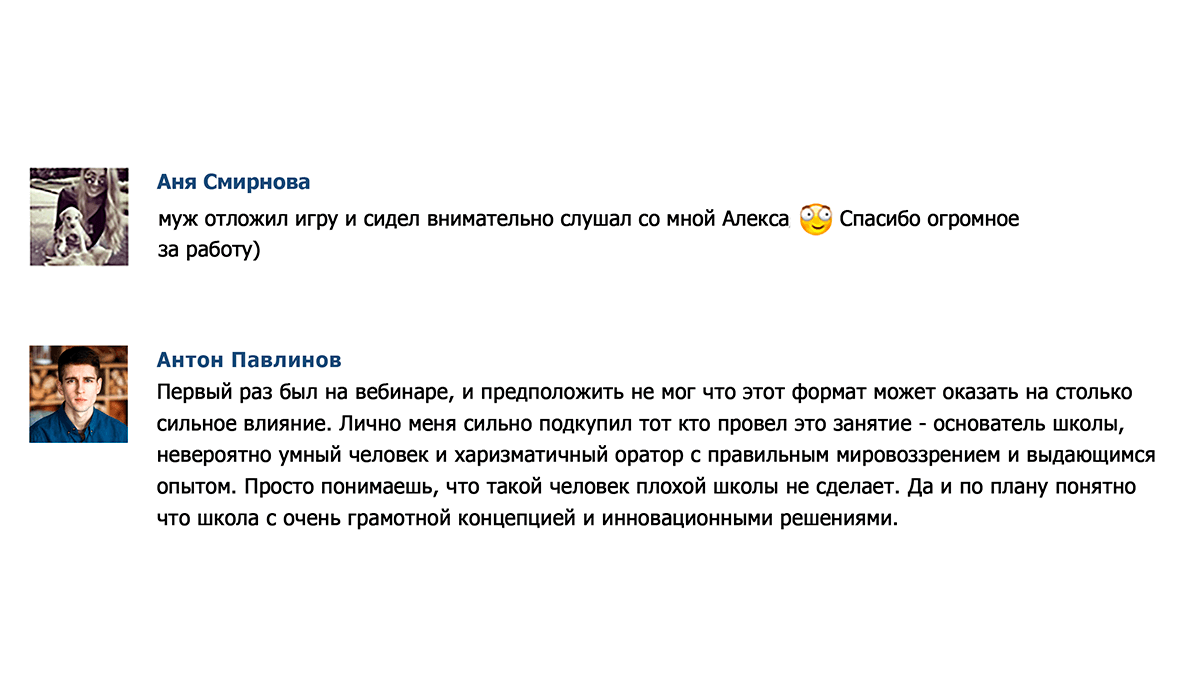 Аня Смирнова
муж отложил игру и сидел внимательно слушал со мной Алекса Спасибо огромное
за работу)
Антон Павлинов
Первый раз был на вебинаре, и предположить не мог что этот формат может оказать на столько
сильное влияние. Лично меня сильно подкупил тот кто провел это занятие - основатель школы,
невероятно умный человек и харизматичный оратор с правильным мировоззрением и выдающимся
опытом. Просто понимаешь, что такой человек плохой школы не сделает. Да и по плану понятно
что школа с очень грамотной концепцией и инновационными решениями.